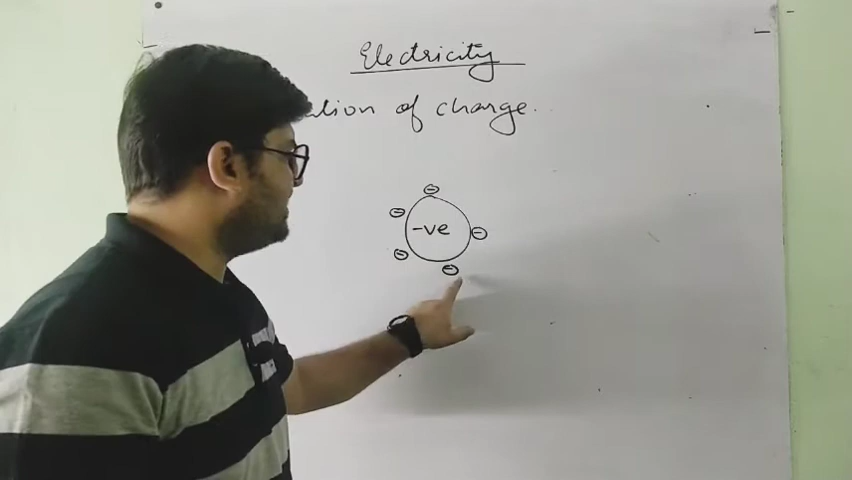 Electricity
of charge.
⊖
⊖
-ve
⊖
⊖
⊖